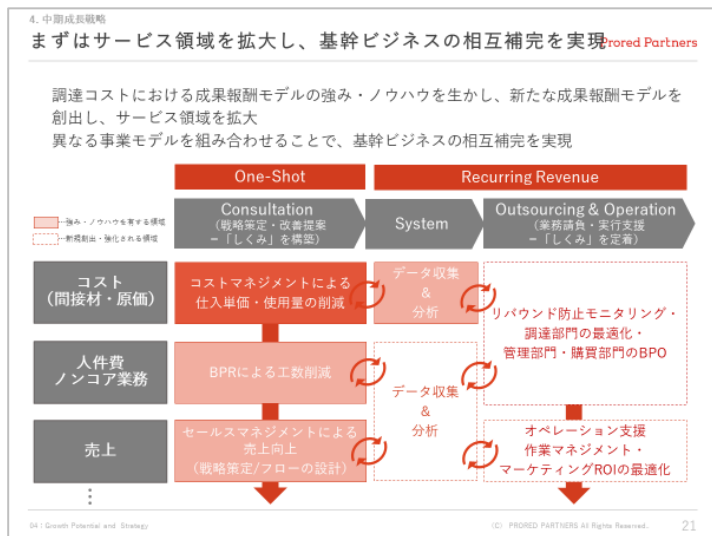 4. 中期成長戦略
まずはサービス領域を拡大し、基幹ビジネスの相互補完を実現
Prored Partners
調達コストにおける成果報酬モデルの強み・ノウハウを生かし、新たな成果報酬モデルを
創出し、サービス領域を拡大
異なる事業モデルを組み合わせることで、基幹ビジネスの相互補完を実現
One-Shot
Recurring Revenue
…強み・ノウハウを有する領域
…新規創出・強化される領域
Consultation
(戦略策定・改善提案
=「しくみ」を構築)
System
Outsourcing & Operation
(業務請負・実行支援
=「しくみ」を定着)
コスト
(間接材・原価)
コストマネジメントによる
仕入単価・使用量の削減
データ収集
&
分析
リバウンド防止モニタリング・
調達部門の最適化・
管理部門・購買部門のBPO
人件費
ノンコア業務
BPRによる工数削減
データ収集
&
分析
売上
セールスマネジメントによる
売上向上
(戦略策定/フローの設計)
オペレーション支援
作業マネジメント・
マーケティングROIの最適化
⋮
04 : Growth Potential and Strategy
(C) PRORED PARTNERS All Rights Reserved.
21